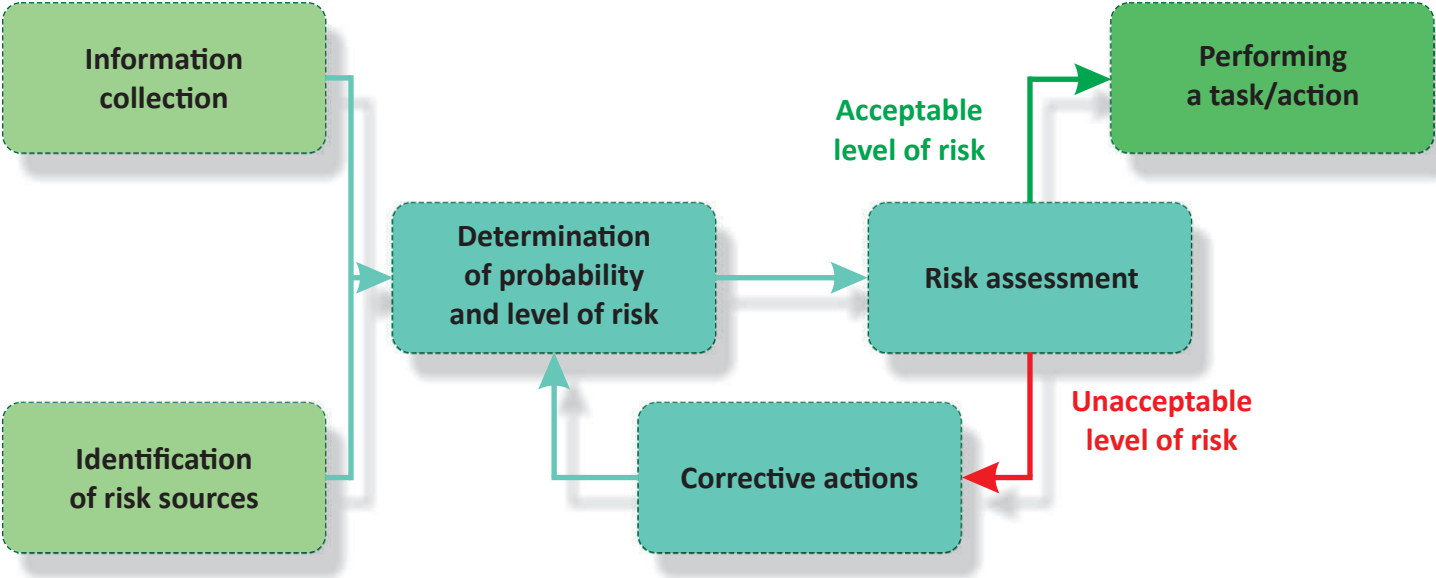 Information
collection
Performing
a task/action
Acceptable
level of risk
Determination
of probability
and level of risk
Risk assessment
Unacceptable
level of risk
Identification
of risk sources
Corrective actions